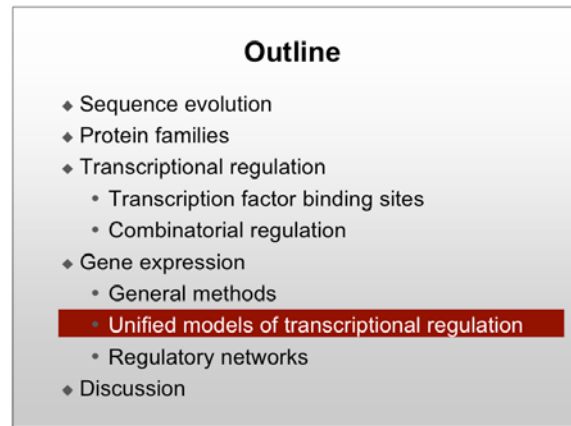 Outline
◆ Sequence evolution
◆ Protein families
◆ Transcriptional regulation
• Transcription factor binding sites
• Combinatorial regulation
◆ Gene expression
• General methods
• Unified models of transcriptional regulation
• Regulatory networks
◆ Discussion